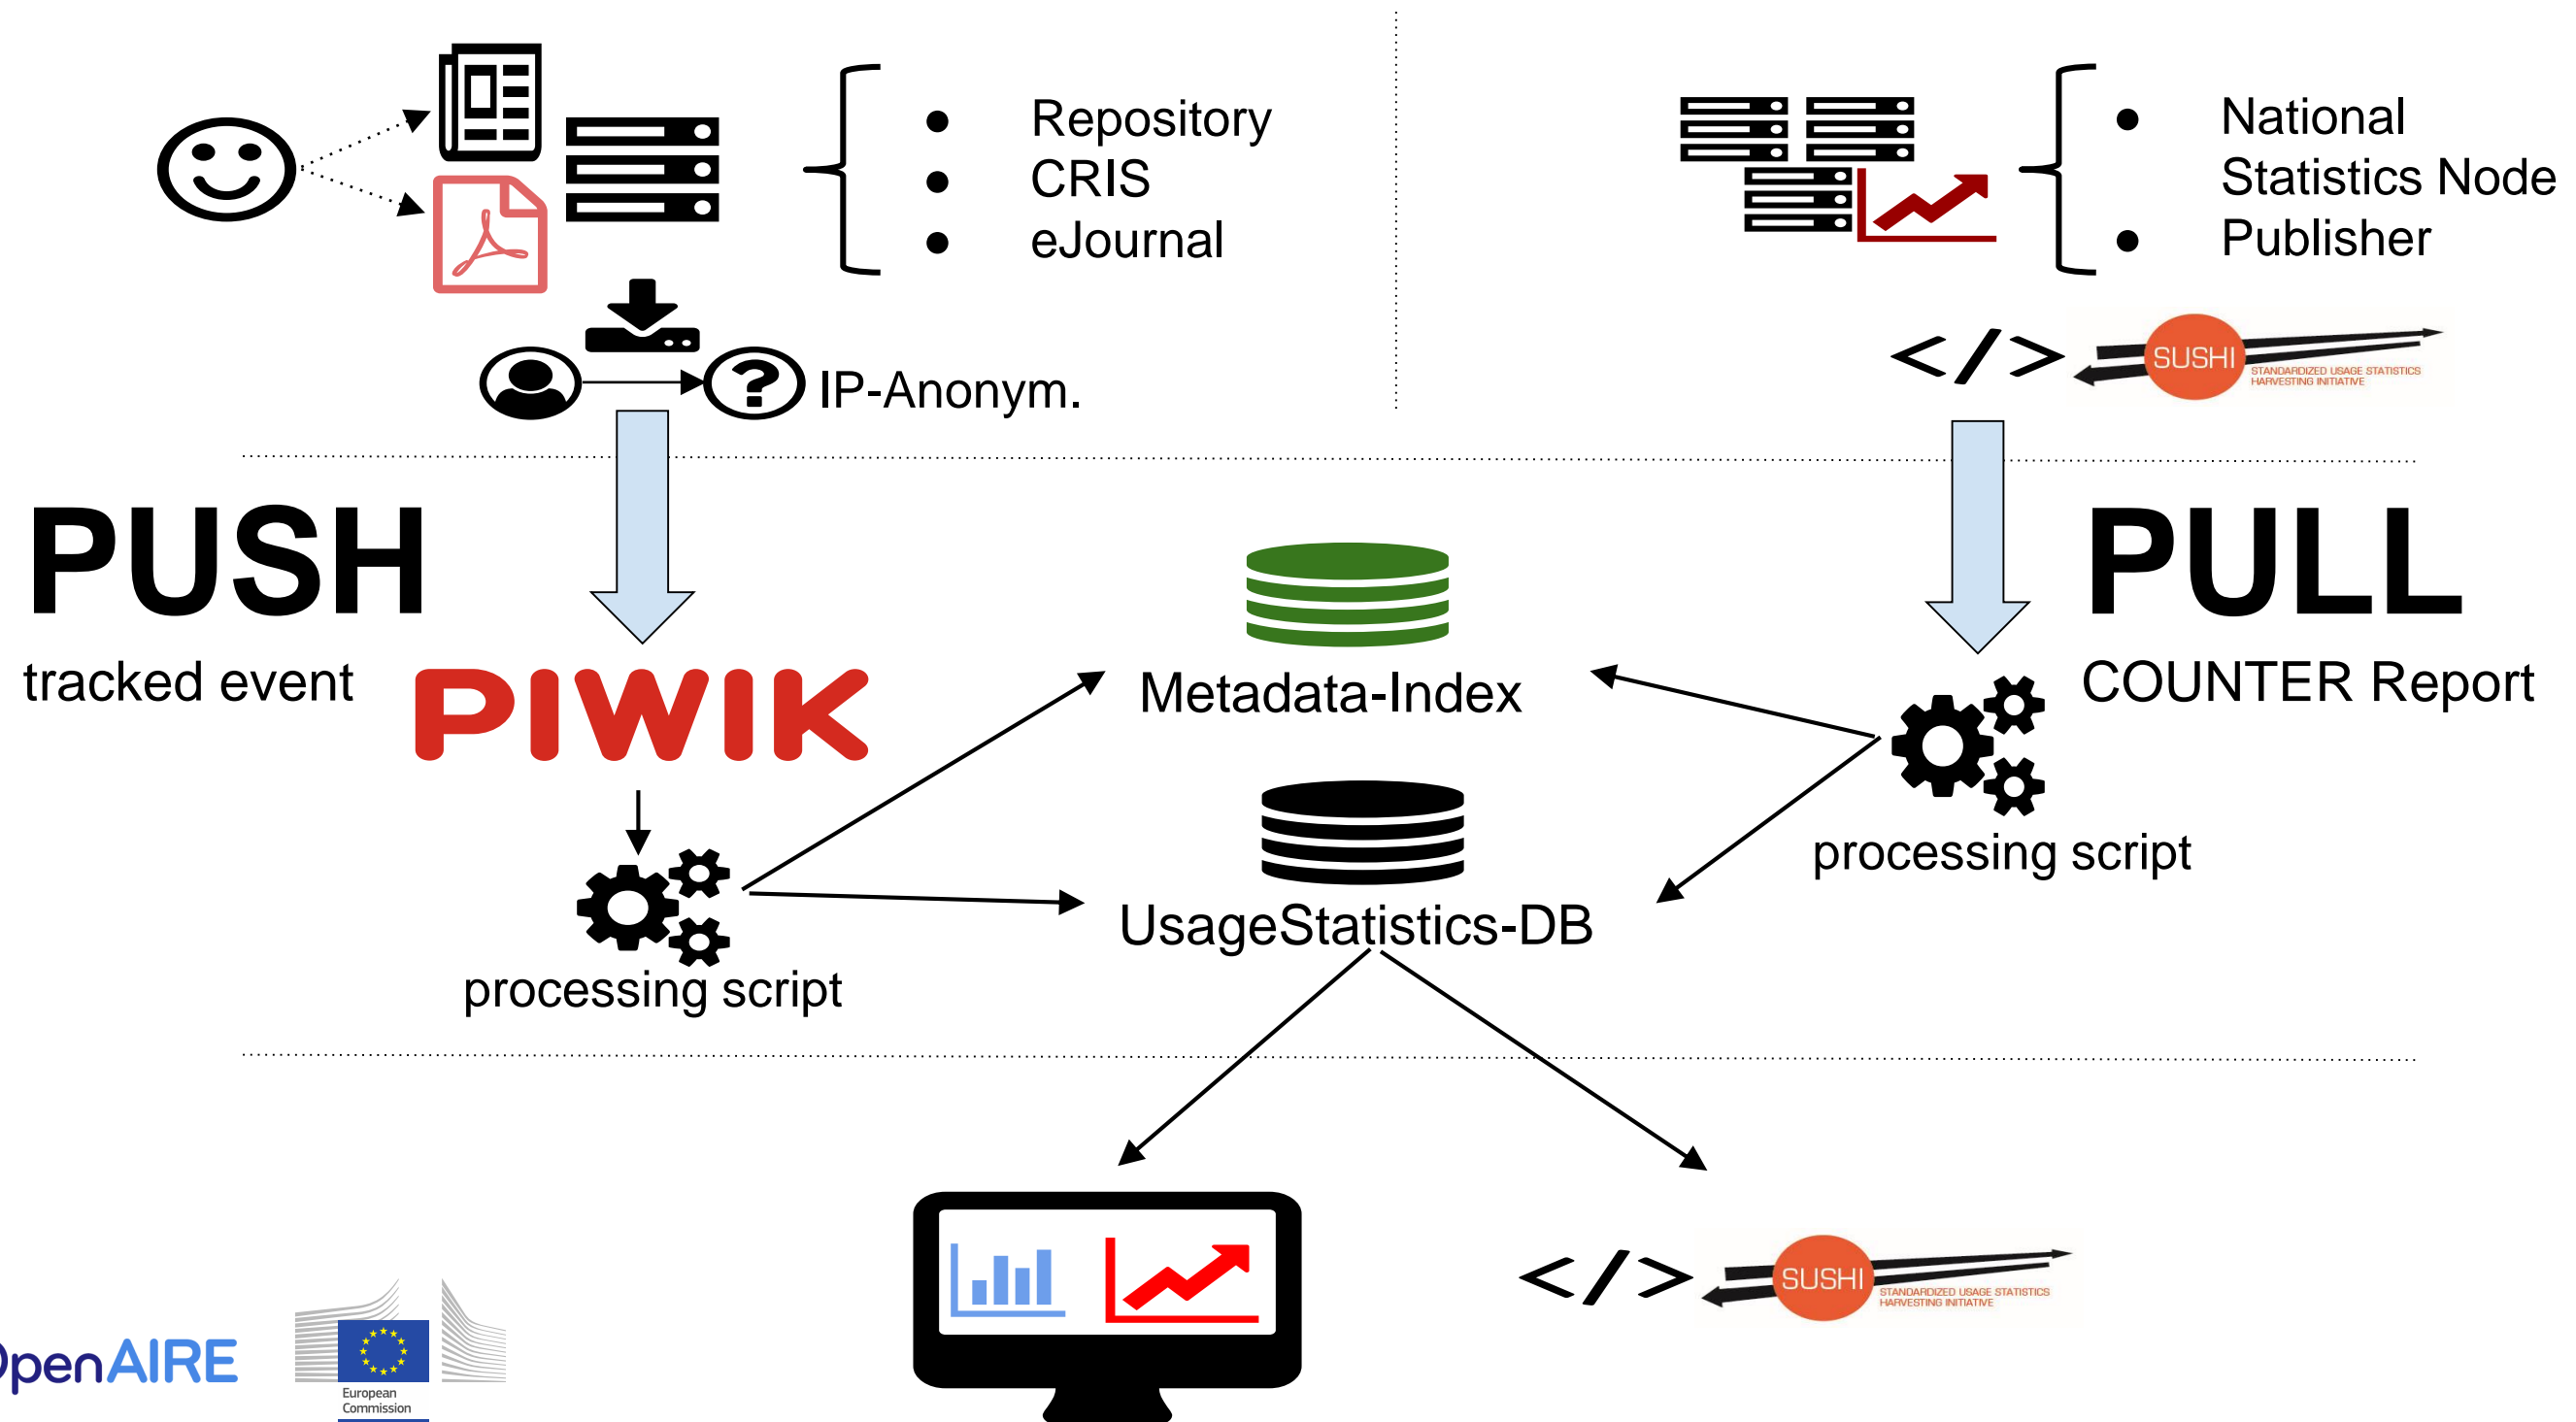 Repository
CRIS
eJournal
National
Statistics Node
Publisher
IP-Anonym.
</>
SUSHI
STANDARDIZED USAGE STATISTICS
HARVESTING INITIATIVE
PUSH
tracked event
PIWIK
Metadata-Index
PULL
COUNTER Report
processing script
UsageStatistics-DB
processing script
</>
SUSHI
STANDARDIZED USAGE STATISTICS
HARVESTING INITIATIVE
OpenAIRE
European
Commission